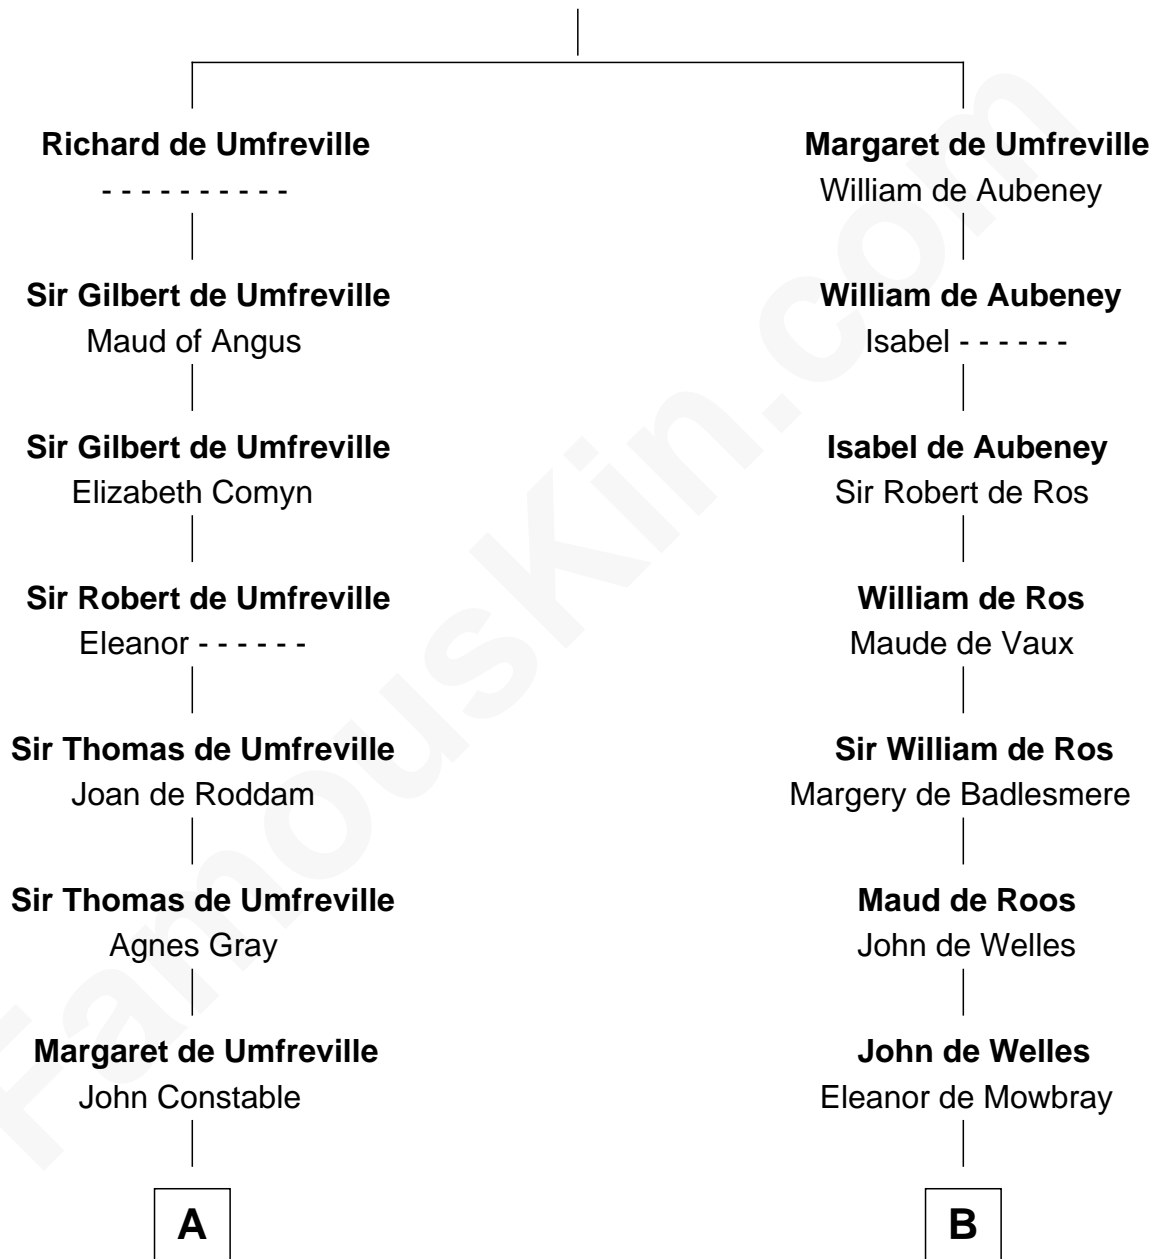 Richard de Umfreville
- - - - - - - - - -
Sir Gilbert de Umfreville
Maud of Angus
Sir Gilbert de Umfreville
Elizabeth Comyn
Sir Robert de Umfreville
Eleanor - - - - - -
Sir Thomas de Umfreville
Joan de Roddam
Sir Thomas de Umfreville
Agnes Gray
Margaret de Umfreville
John Constable
A
Margaret de Umfreville
William de Aubeney
William de Aubeney
Isabel - - - - - -
Isabel de Aubeney
Sir Robert de Ros
William de Ros
Maude de Vaux
Sir William de Ros
Margery de Badlesmere
Maud de Roos
John de Welles
John de Welles
Eleanor de Mowbray
B
FamousKin.com